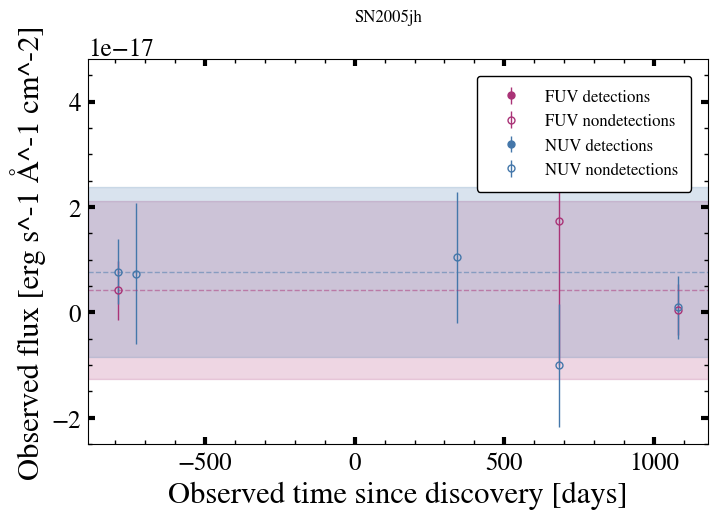 SN2005jh
1e−17
Observed flux [erg s^-1 Å^-1 cm^-2]
4
2
0
−2
FUV detections
FUV nondetections
NUV detections
NUV nondetections
−500
0
500
1000
Observed time since discovery [days]